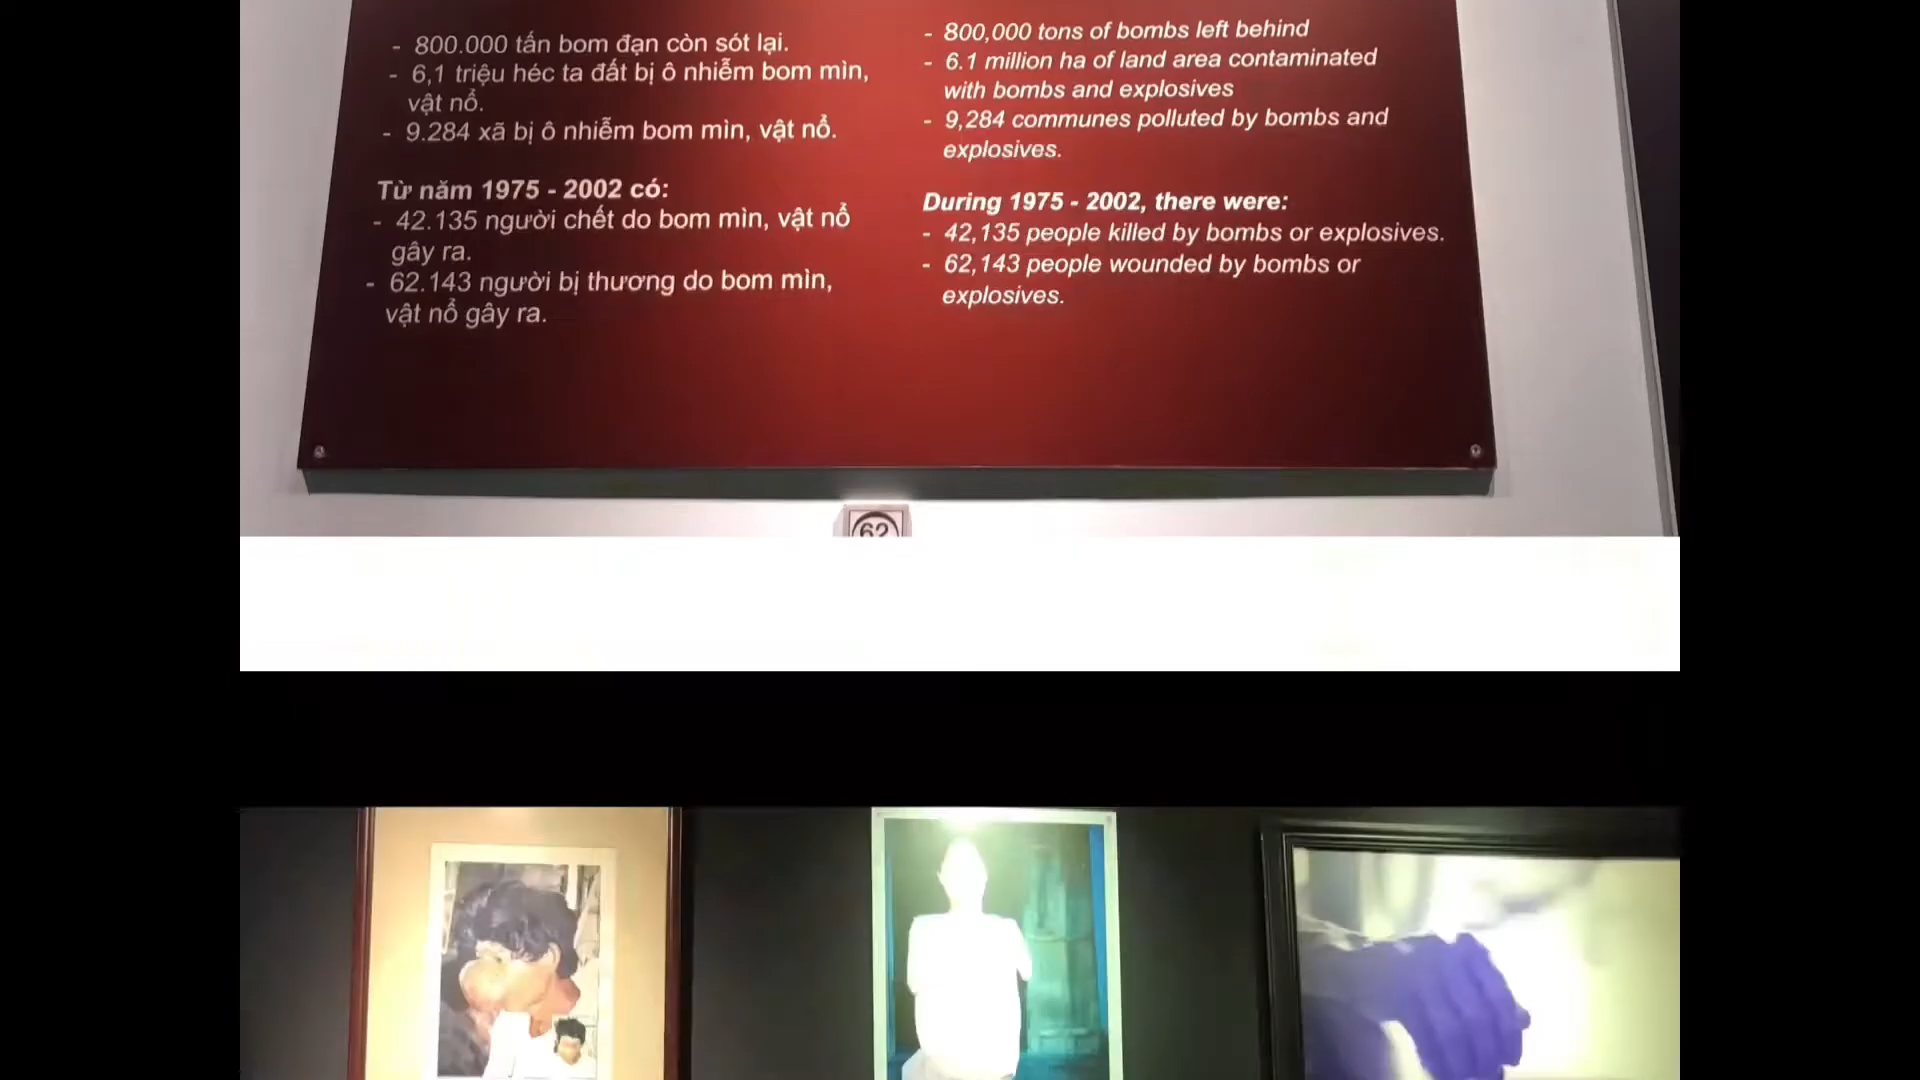 - 800.000 tấn bom đạn còn sót lại.
- 6,1 triệu héc ta đất bị ô nhiễm bom mìn,
vật nổ.
- 9.284 xã bị ô nhiễm bom mìn, vật nổ.
Từ năm 1975 - 2002 có:
- 42.135 người chết do bom mìn, vật nổ
gây ra.
- 62.143 người bị thương do bom mìn,
vật nổ gây ra.
- 800,000 tons of bombs left behind
- 6.1 million ha of land area contaminated
with bombs and explosives
- 9,284 communes polluted by bombs and
explosives.
During 1975 - 2002, there were:
- 42,135 people killed by bombs or explosives.
- 62,143 people wounded by bombs or
explosives.
62